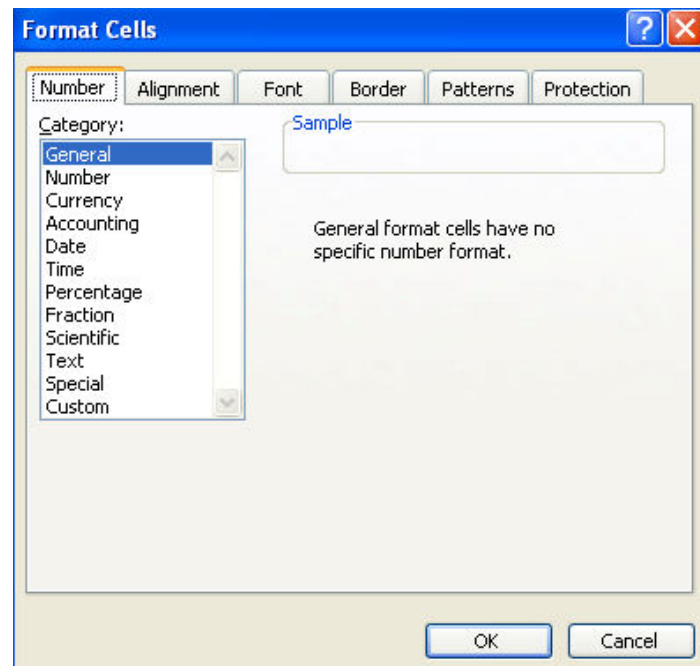 Format Cells
Number Alignment Font Border Patterns Protection
Category:
General
Number
Currency
Accounting
Date
Time
Percentage
Fraction
Scientific
Text
Special
Custom
Sample
General format cells have no
specific number format.
OK Cancel